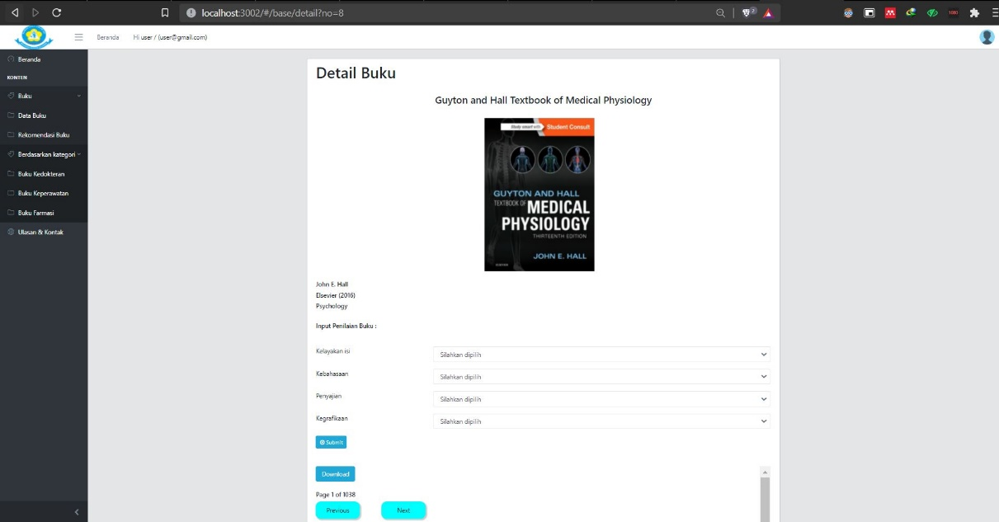 localhost:3002/#/base/detail?no=8
2
1080
Beranda
Hi user / (user@gmail.com)
Beranda
KONTEN
Buku
Data Buku
Rekomendasi Buku
Berdasarkan kategori
Buku Kedokteran
Buku Keperawatan
Buku Farmasi
Ulasan & Kontak
Detail Buku
Guyton and Hall Textbook of Medical Physiology
Study smart with Student Consult
GUYTON AND HALL
TEXTBOOK OF MEDICAL
PHYSIOLOGY
THIRTEENTH EDITION
JOHN E. HALL
ELSEVIER
John E. Hall
Elsevier (2016)
Psychology
Input Penilaian Buku :
Kelayakan isi
Silahkan dipilih
Kebahasaan
Silahkan dipilih
Penyajian
Silahkan dipilih
Kegrafikaan
Silahkan dipilih
Submit
Download
Page 1 of 1038
Previous Next